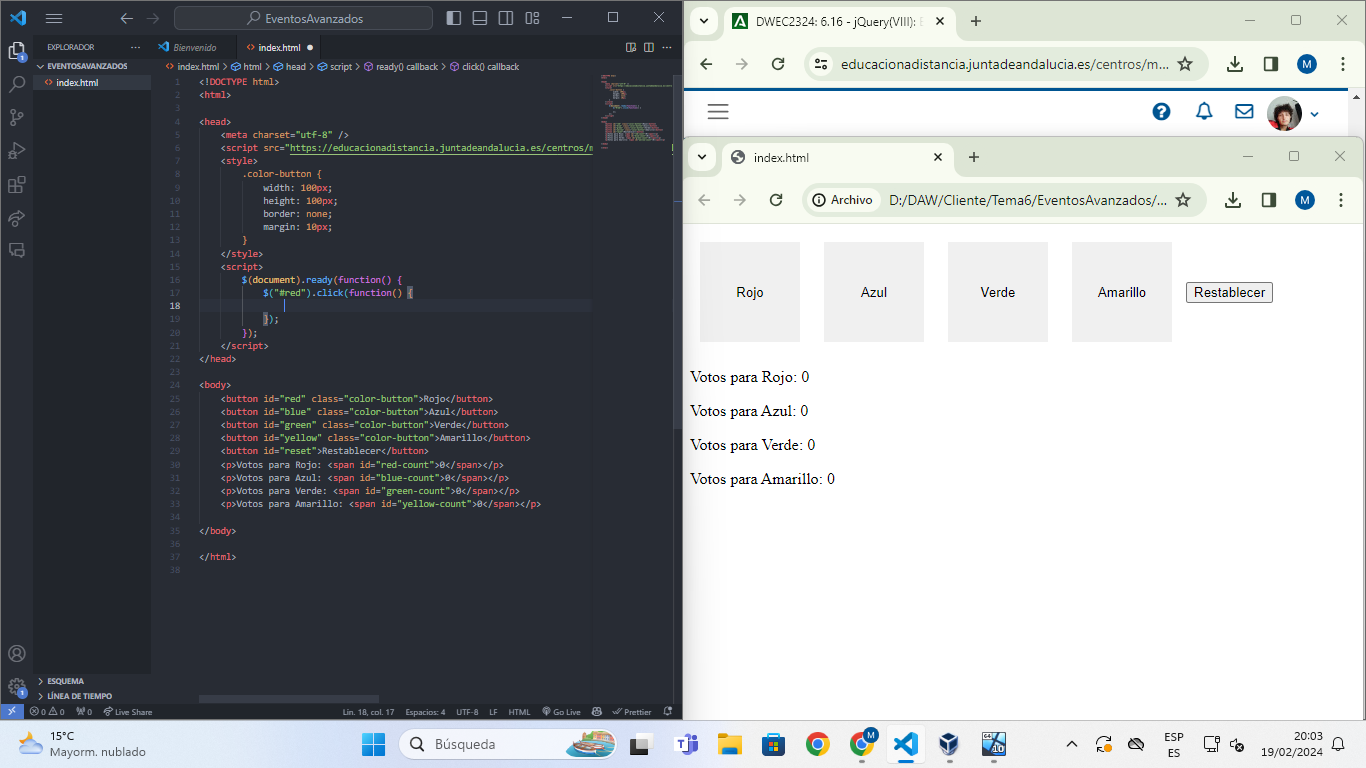 EventosAvanzados
EXPLORADOR
EVENTOSAVANZADOS
index.html
Bienvenido
index.html
index.html > html > head > script > ready() callback > click() callback
1 <!DOCTYPE html>
2 <html>
3
4 <head>
5 <meta charset="utf-8" />
6 <script src="https://educacionadistancia.juntadeandalucia.es/centros/m
7 <style>
8 .color-button {
9 width: 100px;
10 height: 100px;
11 border: none;
12 margin: 10px;
13 }
14 </style>
15 <script>
16 $(document).ready(function() {
17 $("#red").click(function() {
18
19 });
20 });
21 </script>
22 </head>
23
24 <body>
25 <button id="red" class="color-button">Rojo</button>
26 <button id="blue" class="color-button">Azul</button>
27 <button id="green" class="color-button">Verde</button>
28 <button id="yellow" class="color-button">Amarillo</button>
29 <button id="reset">Restablecer</button>
30 <p>Votos para Rojo: <span id="red-count">0</span></p>
31 <p>Votos para Azul: <span id="blue-count">0</span></p>
32 <p>Votos para Verde: <span id="green-count">0</span></p>
33 <p>Votos para Amarillo: <span id="yellow-count">0</span></p>
34
35 </body>
36
37 </html>
38
1
1
ESQUEMA
LÍNEA DE TIEMPO
0 0 0 Live Share Lín. 18, col. 17 Espacios: 4 UTF-8 LF HTML Go Live Prettier
DWEC2324: 6.16 - jQuery(VIII): E
educacionadistancia.juntadeandalucia.es/centros/m...
M
index.html
Archivo D:/DAW/Cliente/Tema6/EventosAvanzados/...
M
Rojo Azul Verde Amarillo Restablecer
Votos para Rojo: 0
Votos para Azul: 0
Votos para Verde: 0
Votos para Amarillo: 0
15°C
Mayorm. nublado
Búsqueda
M
ESP
ES
20:03
19/02/2024